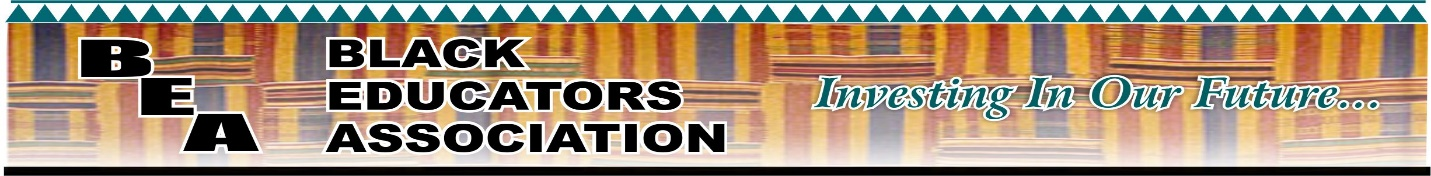 BEA
BLACK
EDUCATORS
ASSOCIATION
Investing In Our Future...